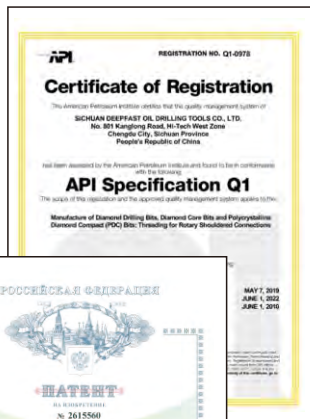 API
REGISTRATION NO. Q1-0978
Certificate of Registration
The American Petroleum Institute certifies that the quality management system of
SICHUAN DEEPFAST OIL DRILLING TOOLS CO., LTD.
No. 801 Kanglong Road, Hi-Tech West Zone
Chengdu City, Sichuan Province
People's Republic of China
has been assessed by the American Petroleum Institute and found to be in conformance
with the following:
API Specification Q1
The scope of this registration and the approved quality management system applies to the:
Manufacture of Diamond Drilling Bits, Diamond Core Bits and Polycrystalline
Diamond Compact (PDC) Bits; Threading for Rotary Shouldered Connections
MAY 7, 2019
JUNE 1, 2022
JUNE 1, 2010
РОССИЙСКАЯ ФЕДЕРАЦИЯ
ПАТЕНТ
НА ИЗОБРЕТЕНИЕ
№ 2615560